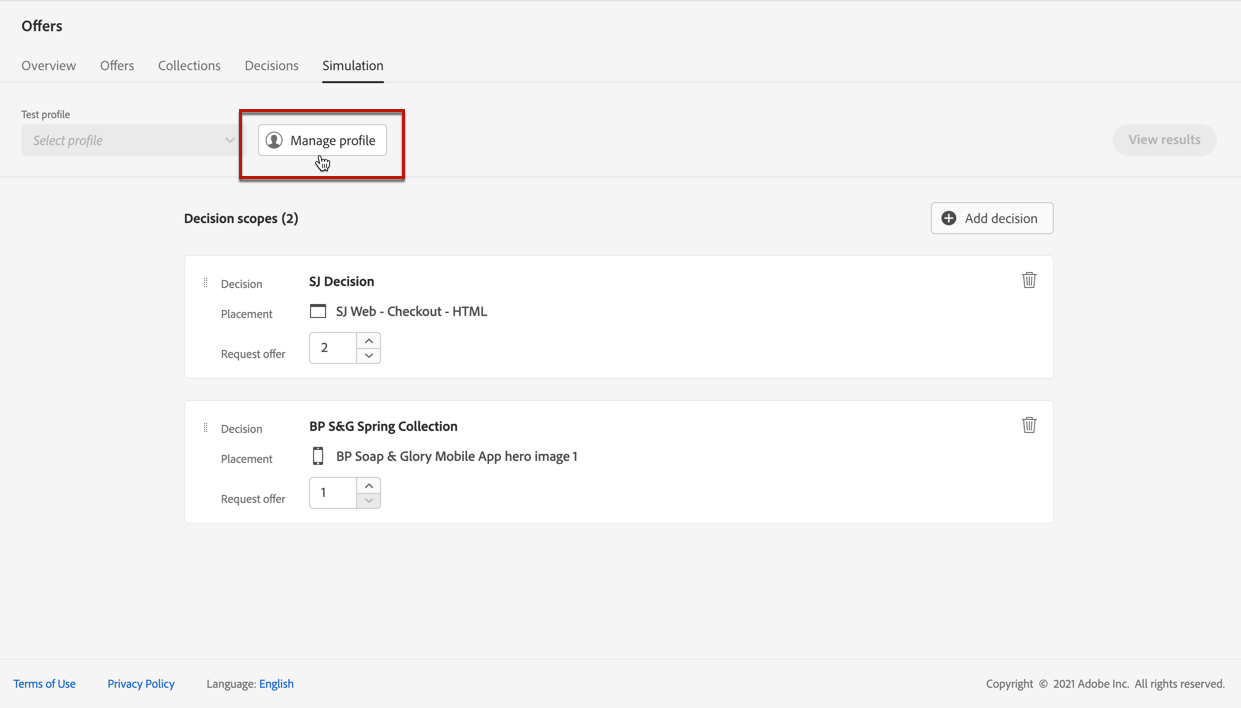 Offers
Overview Offers Collections Decisions Simulation
Test profile
Select profile
Manage profile
View results
Decision scopes (2)
Add decision
Decision SJ Decision
Placement SJ Web - Checkout - HTML
Request offer 2
Decision BP S&G Spring Collection
Placement BP Soap & Glory Mobile App hero image 1
Request offer 1
Terms of Use Privacy Policy Language: English Copyright © 2021 Adobe Inc. All rights reserved.